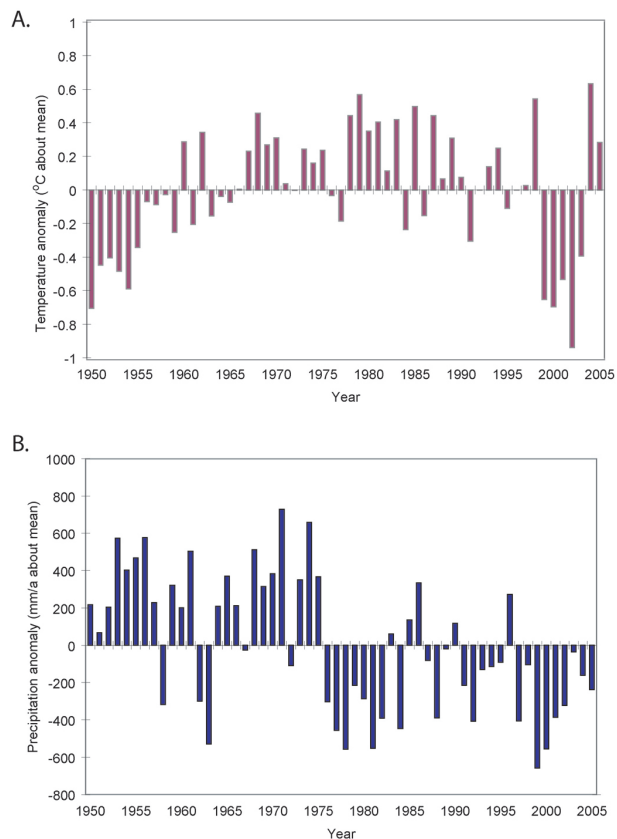 A.
Temperature anomaly (°C about mean)
1
0.8
0.6
0.4
0.2
0
-0.2
-0.4
-0.6
-0.8
-1
1950 1955 1960 1965 1970 1975 1980 1985 1990 1995 2000 2005
Year
B.
Precipitation anomaly (mm/a about mean)
1000
800
600
400
200
0
-200
-400
-600
-800
1950 1955 1960 1965 1970 1975 1980 1985 1990 1995 2000 2005
Year